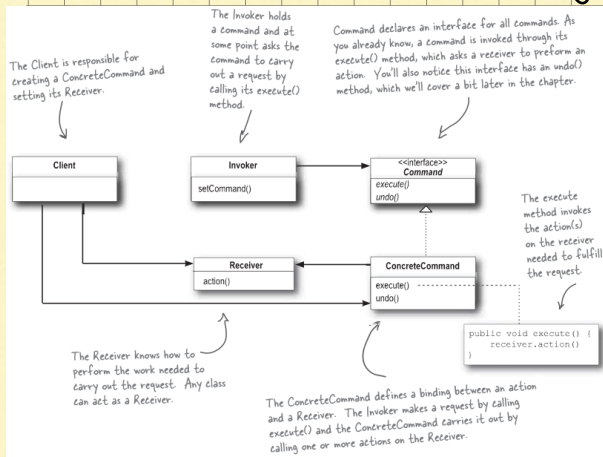 The Client is responsible for
creating a ConcreteCommand and
setting its Receiver.
The Invoker holds
a command and at
some point asks the
command to carry
out a request by
calling its execute()
method.
Command declares an interface for all commands. As
you already know, a command is invoked through its
execute() method, which asks a receiver to preform an
action. You'll also notice this interface has an undo()
method, which we'll cover a bit later in the chapter.
Client
Invoker
setCommand()
<<interface>>
Command
execute()
undo()
The execute
method invokes
the action(s)
on the receiver
needed to fulfill
the request.
Receiver
action()
ConcreteCommand
execute()
undo()
public void execute() {
receiver.action()
}
The Receiver knows how to
perform the work needed to
carry out the request. Any class
can act as a Receiver.
The ConcreteCommand defines a binding between an action
and a Receiver. The Invoker makes a request by calling
execute() and the ConcreteCommand carries it out by
calling one or more actions on the Receiver.